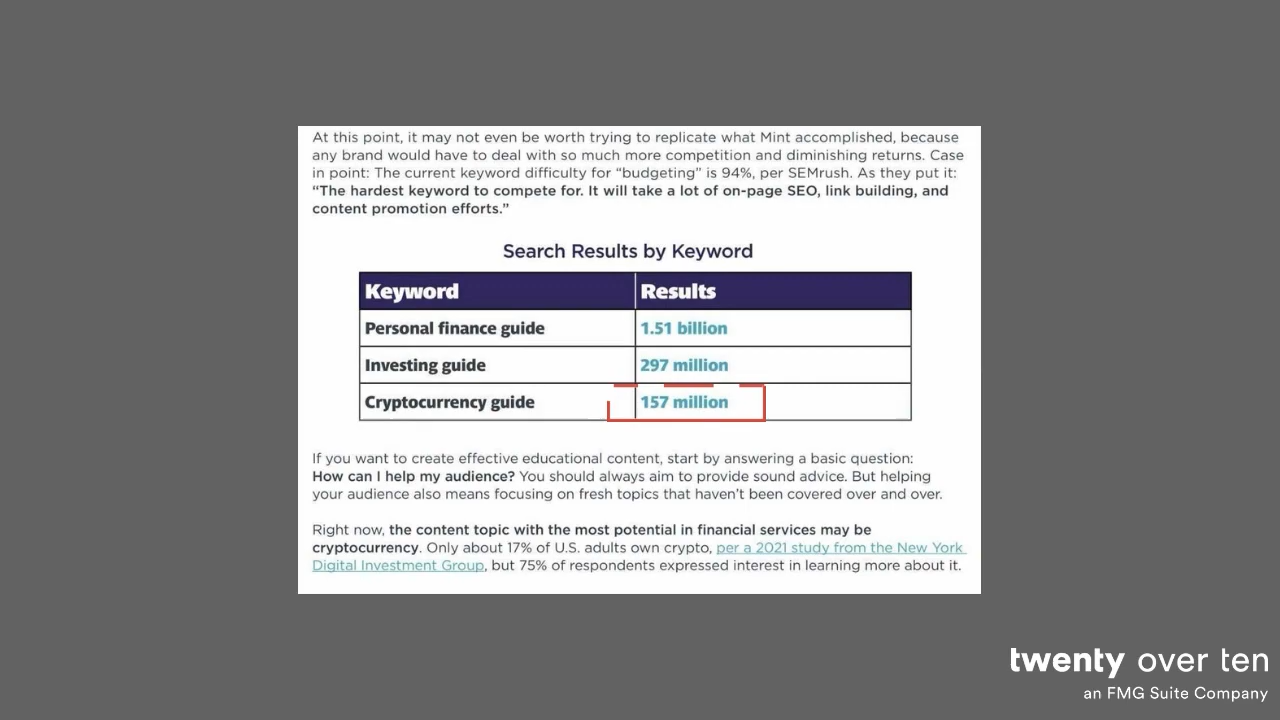 At this point, it may not even be worth trying to replicate what Mint accomplished, because
any brand would have to deal with so much more competition and diminishing returns. Case
in point: The current keyword difficulty for “budgeting” is 94%, per SEMrush. As they put it:
“The hardest keyword to compete for. It will take a lot of on-page SEO, link building, and
content promotion efforts.”
Search Results by Keyword
Keyword Results
Personal finance guide 1.51 billion
Investing guide 297 million
Cryptocurrency guide 157 million
If you want to create effective educational content, start by answering a basic question:
How can I help my audience? You should always aim to provide sound advice. But helping
your audience also means focusing on fresh topics that haven’t been covered over and over.
Right now, the content topic with the most potential in financial services may be
cryptocurrency. Only about 17% of U.S. adults own crypto, per a 2021 study from the New York
Digital Investment Group, but 75% of respondents expressed interest in learning more about it.
twenty over ten
an FMG Suite Company